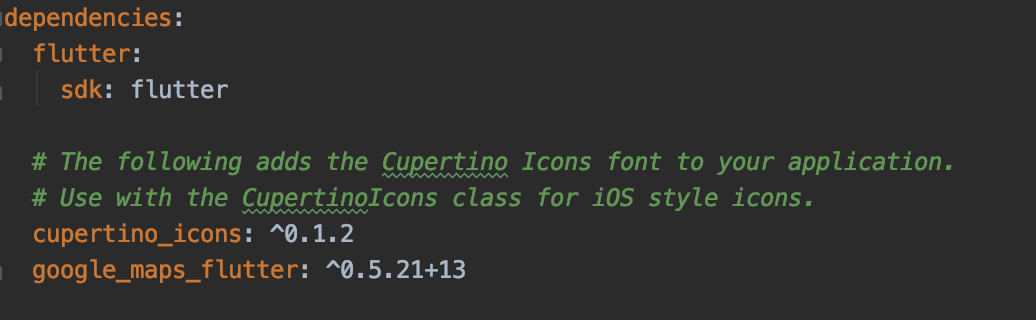 dependencies:
flutter:
sdk: flutter
# The following adds the Cupertino Icons font to your application.
# Use with the CupertinoIcons class for iOS style icons.
cupertino_icons: ^0.1.2
google_maps_flutter: ^0.5.21+13